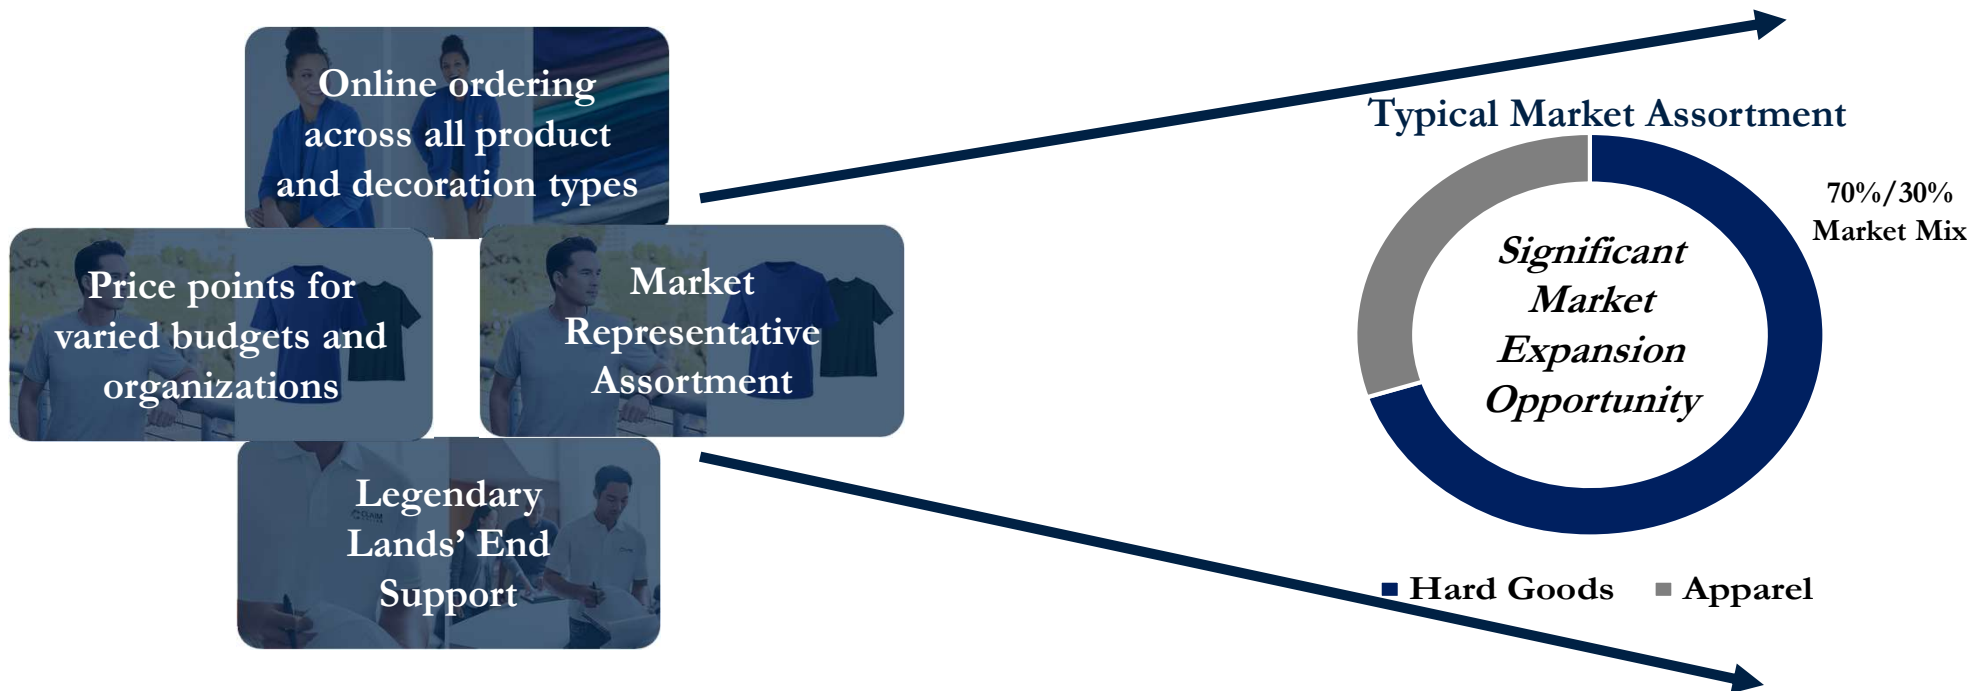 Online ordering
across all product
and decoration types
Price points for
varied budgets and
organizations
Market
Representative
Assortment
Legendary
Lands’ End
Support
CLAIM
Typical Market Assortment
70%/30%
Market Mix
Significant
Market
Expansion
Opportunity
Hard Goods
Apparel